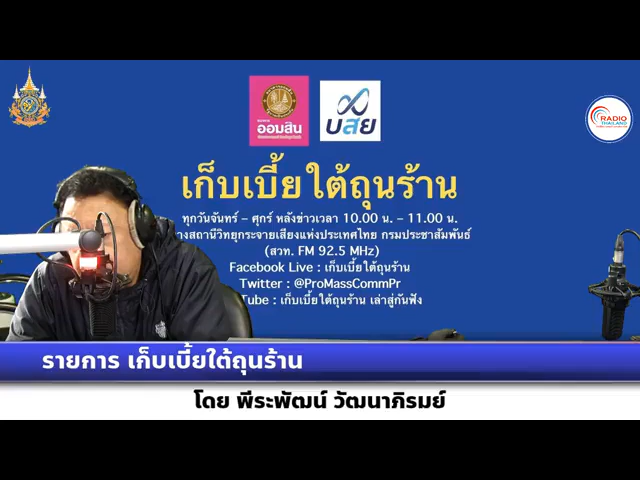 ออมสิน
บสย
RADIO
THAILAND
เก็บเบี้ยใต้ถุนร้าน
ทุกวันจันทร์ – ศุกร์ หลังข่าวเวลา 10.00 น. – 11.00 น.
างสถานีวิทยุกระจายเสียงแห่งประเทศไทย กรมประชาสัมพันธ์
(สวท. FM 92.5 MHz)
Facebook Live : เก็บเบี้ยใต้ถุนร้าน
Twitter : @ProMassCommPr
Tube : เก็บเบี้ยใต้ถุนร้าน เล่าสู่กันฟัง
รายการ เก็บเบี้ยใต้ถุนร้าน
โดย พีระพัฒน์ วัฒนาภิรมย์